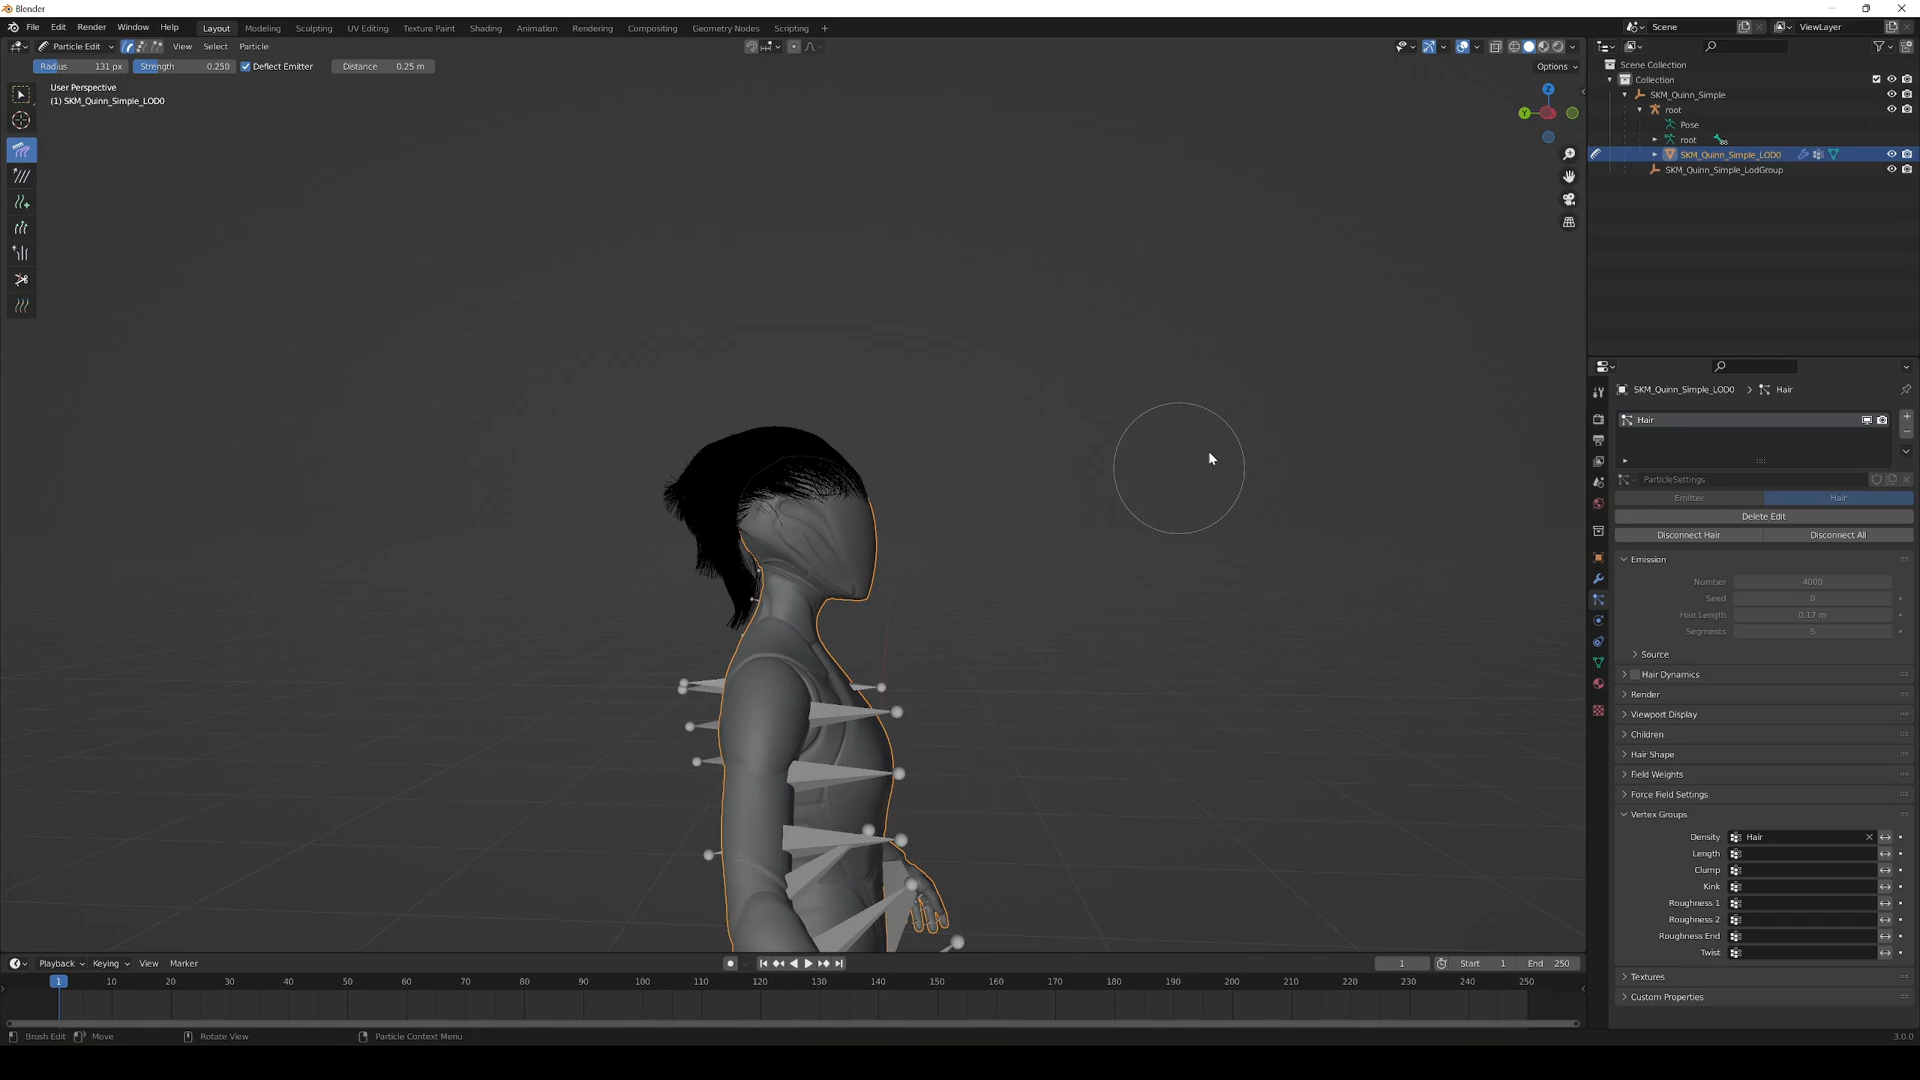 Blender
File Edit Render Window Help Layout Modeling Sculpting UV Editing Texture Paint Shading Animation Rendering Compositing Geometry Nodes Scripting + Scene ViewLayer
Particle Edit View Select Particle
Radius 131 px Strength 0.250 Deflect Emitter Distance 0.25 m Options
User Perspective
(1) SKM_Quinn_Simple_LOD0
Z
Y
Scene Collection
Collection
SKM_Quinn_Simple
root
Pose
root
SKM_Quinn_Simple_LOD0
SKM_Quinn_Simple_LodGroup
SKM_Quinn_Simple_LOD0 > Hair
Hair
ParticleSettings
Emitter Hair
Delete Edit
Disconnect Hair Disconnect All
Emission
Number 4000
Seed 0
Hair Length 0.17 m
Segments 5
Source
Hair Dynamics
Render
Viewport Display
Children
Hair Shape
Field Weights
Force Field Settings
Vertex Groups
Density Hair
Length
Clump
Kink
Roughness 1
Roughness 2
Roughness End
Twist
Textures
Custom Properties
Playback Keying View Marker 1 Start 1 End 250
1 10 20 30 40 50 60 70 80 90 100 110 120 130 140 150 160 170 180 190 200 210 220 230 240 250
Brush Edit Move Rotate View Particle Context Menu 3.0.0